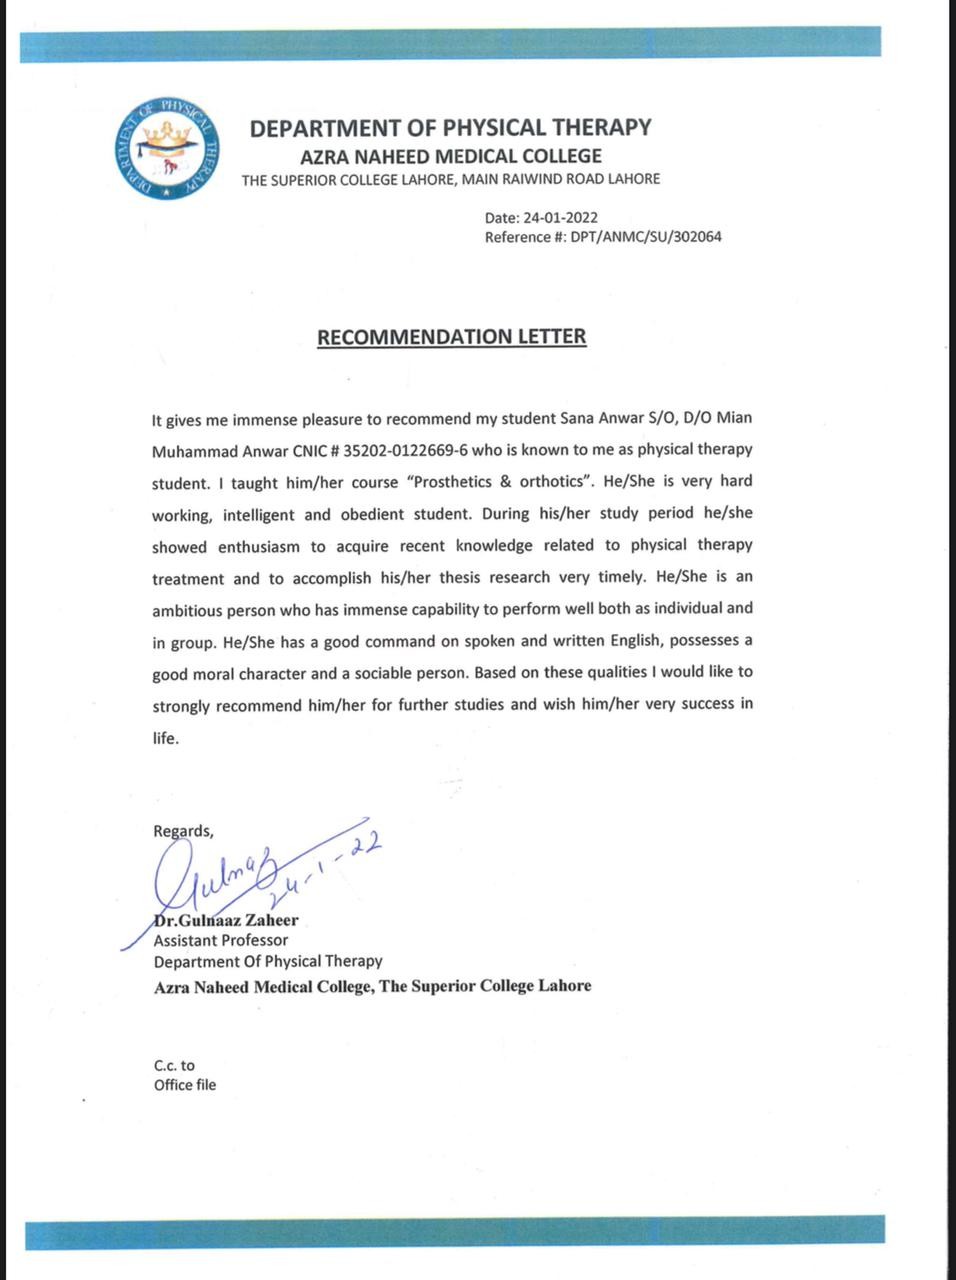 DEPARTMENT OF PHYSICAL THERAPY
DEPARTMENT OF PHYSICAL THERAPY
AZRA NAHEED MEDICAL COLLEGE
THE SUPERIOR COLLEGE LAHORE, MAIN RAIWIND ROAD LAHORE
Date: 24-01-2022
Reference #: DPT/ANMC/SU/302064
RECOMMENDATION LETTER
It gives me immense pleasure to recommend my student Sana Anwar S/O, D/O Mian
Muhammad Anwar CNIC # 35202-0122669-6 who is known to me as physical therapy
student. I taught him/her course “Prosthetics & orthotics”. He/She is very hard
working, intelligent and obedient student. During his/her study period he/she
showed enthusiasm to acquire recent knowledge related to physical therapy
treatment and to accomplish his/her thesis research very timely. He/She is an
ambitious person who has immense capability to perform well both as individual and
in group. He/She has a good command on spoken and written English, possesses a
good moral character and a sociable person. Based on these qualities I would like to
strongly recommend him/her for further studies and wish him/her very success in
life.
Regards,
Gulnaz
24-1-22
Dr.Gulnaaz Zaheer
Assistant Professor
Department Of Physical Therapy
Azra Naheed Medical College, The Superior College Lahore
C.c. to
Office file